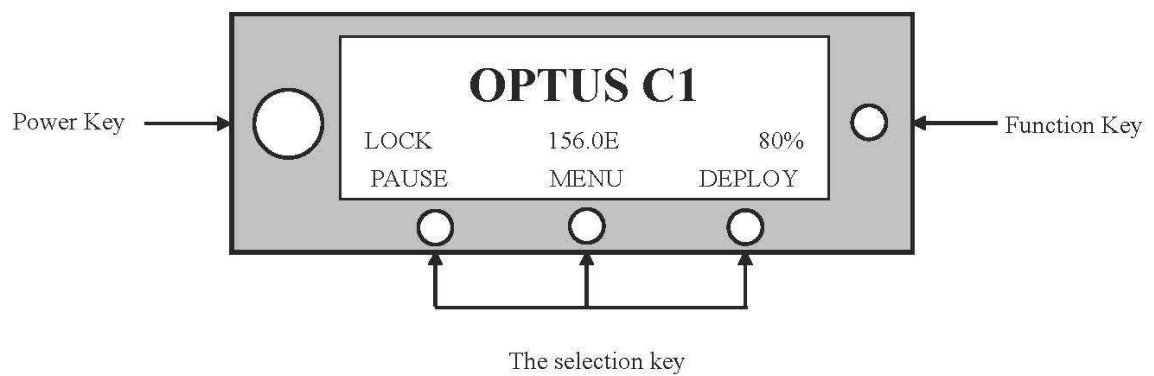 OPTUS C1
Power Key
Function Key
LOCK 156.0E 80%
PAUSE MENU DEPLOY
The selection key